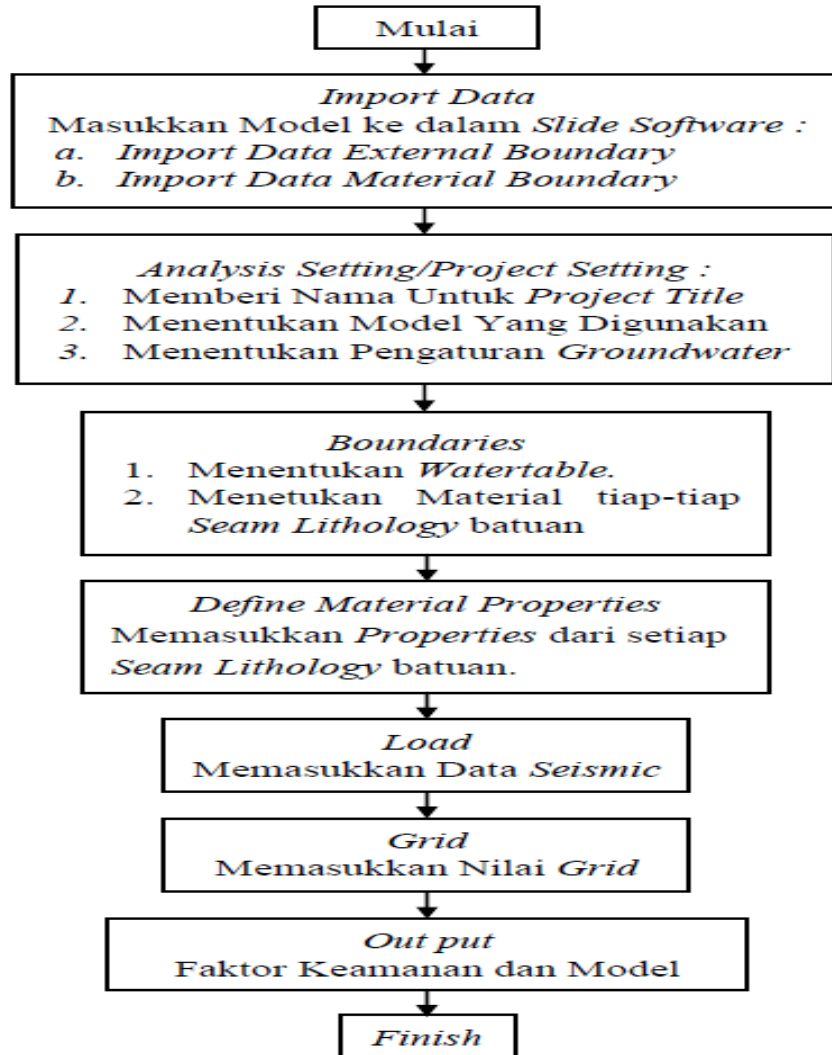 Mulai
Import Data
Masukkan Model ke dalam Slide Software :
a. Import Data External Boundary
b. Import Data Material Boundary
Analysis Setting/Project Setting :
1. Memberi Nama Untuk Project Title
2. Menentukan Model Yang Digunakan
3. Menentukan Pengaturan Groundwater
Boundaries
1. Menentukan Watertable.
2. Menetukan Material tiap-tiap
Seam Lithology batuan
Define Material Properties
Memasukkan Properties dari setiap
Seam Lithology batuan.
Load
Memasukkan Data Seismic
Grid
Memasukkan Nilai Grid
Out put
Faktor Keamanan dan Model
Finish